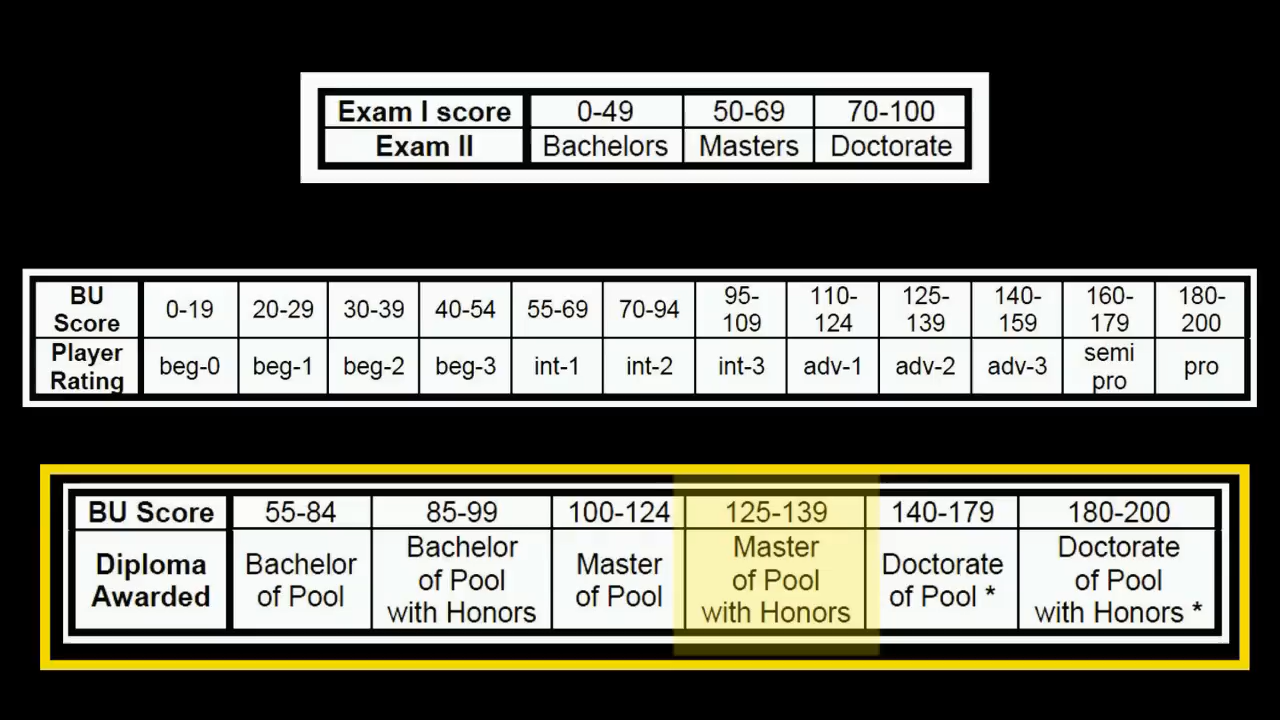 Exam I score 0-49 50-69 70-100
Exam II Bachelors Masters Doctorate
BU Score 0-19 20-29 30-39 40-54 55-69 70-94 95-109 110-124 125-139 140-159 160-179 180-200
Player Rating beg-0 beg-1 beg-2 beg-3 int-1 int-2 int-3 adv-1 adv-2 adv-3 semi pro pro
BU Score 55-84 85-99 100-124 125-139 140-179 180-200
Diploma Awarded Bachelor of Pool Bachelor of Pool with Honors Master of Pool Master of Pool with Honors Doctorate of Pool * Doctorate of Pool with Honors *